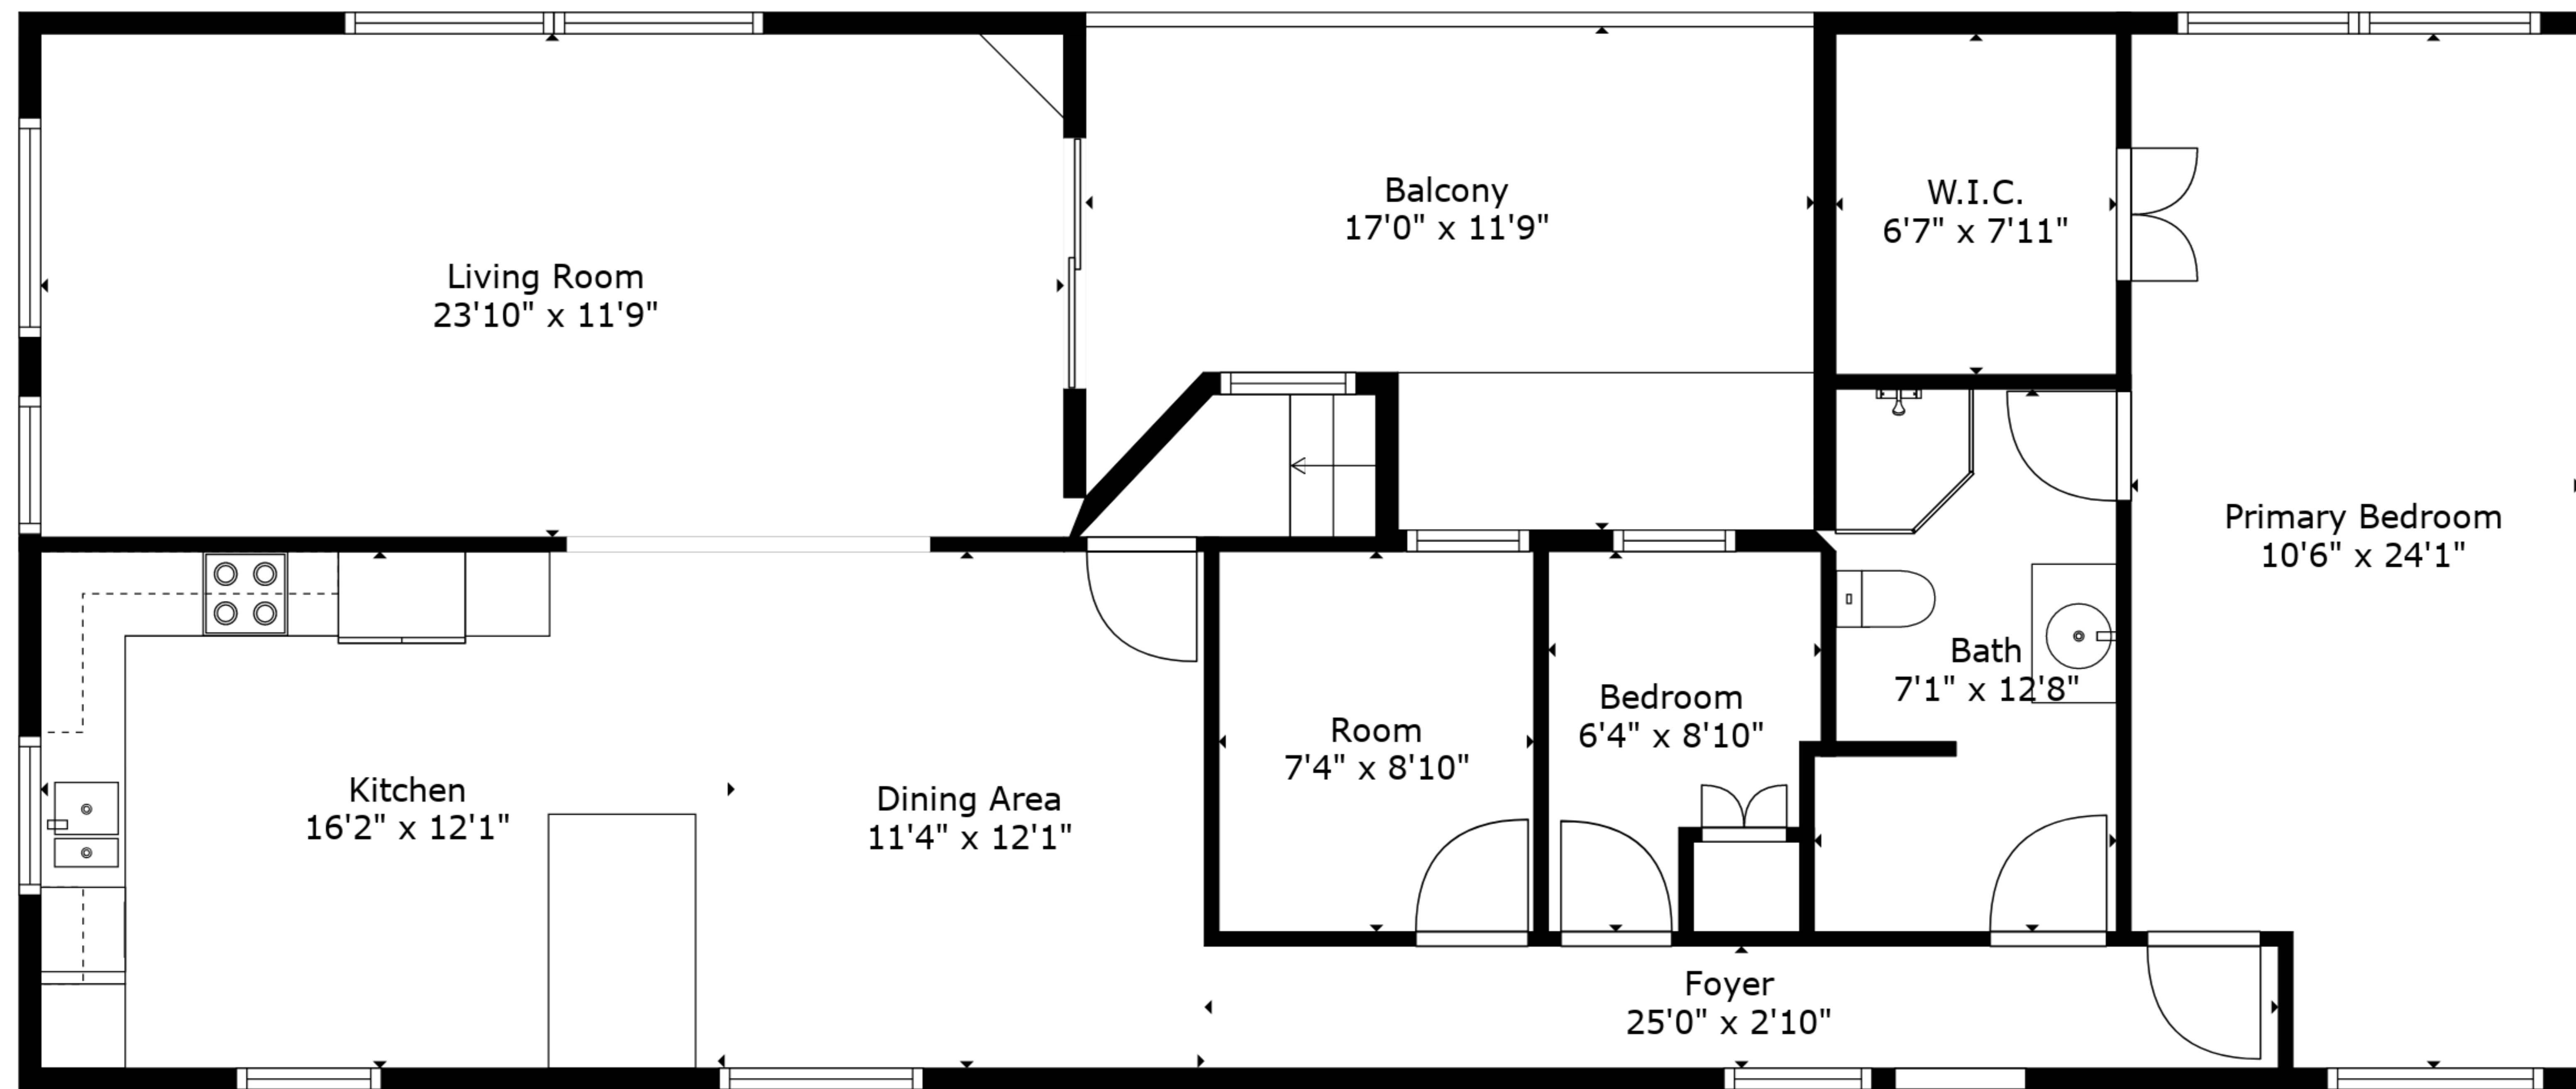 Living Room
23'10" x 11'9"
Balcony
17'0" x 11'9"
W.I.C.
6'7" x 7'11"
Primary Bedroom
10'6" x 24'1"
Kitchen
16'2" x 12'1"
Dining Area
11'4" x 12'1"
Room
7'4" x 8'10"
Bedroom
6'4" x 8'10"
Bath
7'1" x 12'8"
Foyer
25'0" x 2'10"